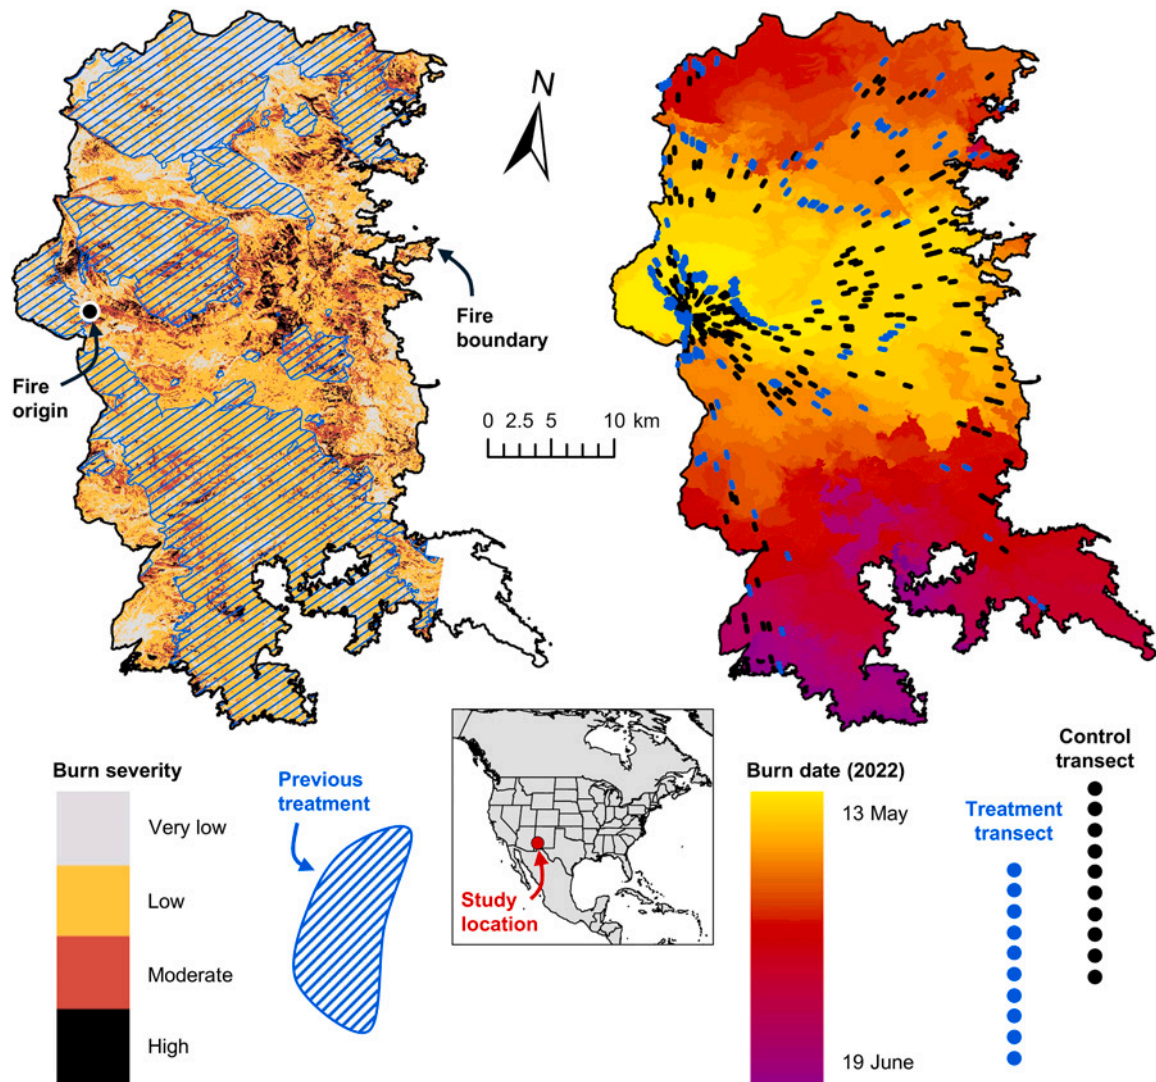 N
Fire
boundary
Fire
origin
0 2.5 5 10 km
Burn severity
Very low
Low
Moderate
High
Previous
treatment
Study
location
Burn date (2022)
13 May
19 June
Treatment
transect
Control
transect